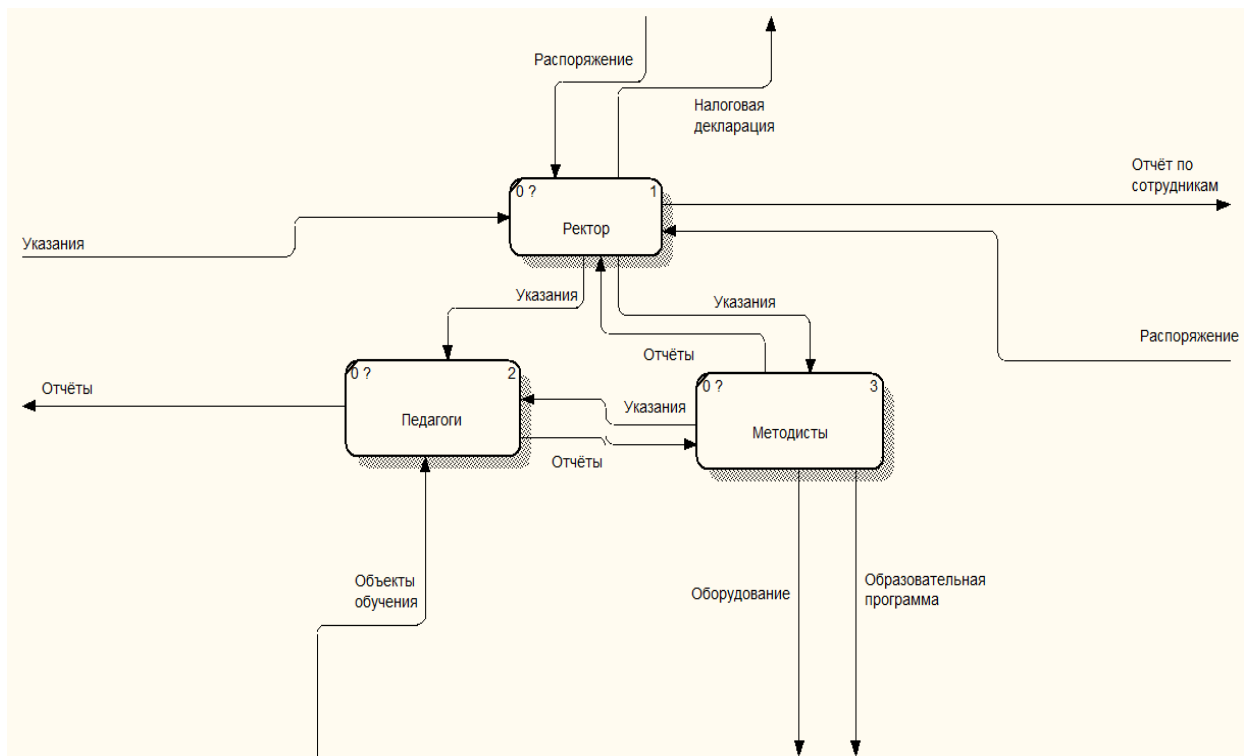 Распоряжение
Налоговая
декларация
Отчёт по
сотрудникам
0 ?
1
Ректор
Указания
Указания
Указания
Распоряжение
Отчёты
0 ?
2
Педагоги
Отчёты
Указания
0 ?
3
Методисты
Отчёты
Объекты
обучения
Оборудование
Образовательная
программа